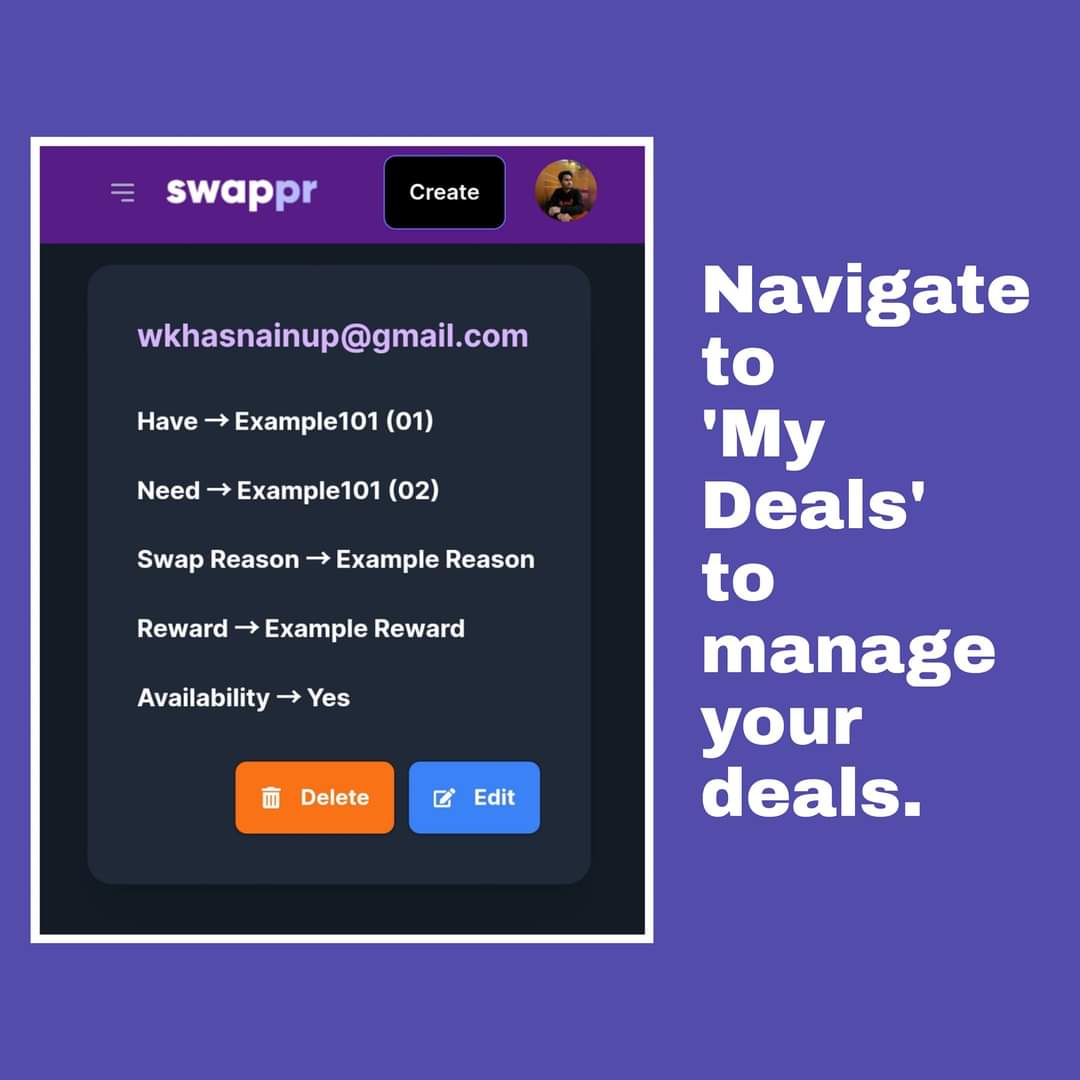 swappr
Create
wkhasnainup@gmail.com
Have → Example101 (01)
Need → Example101 (02)
Swap Reason → Example Reason
Reward → Example Reward
Availability → Yes
Delete
Edit
Navigate
to
'My
Deals'
to
manage
your
deals.